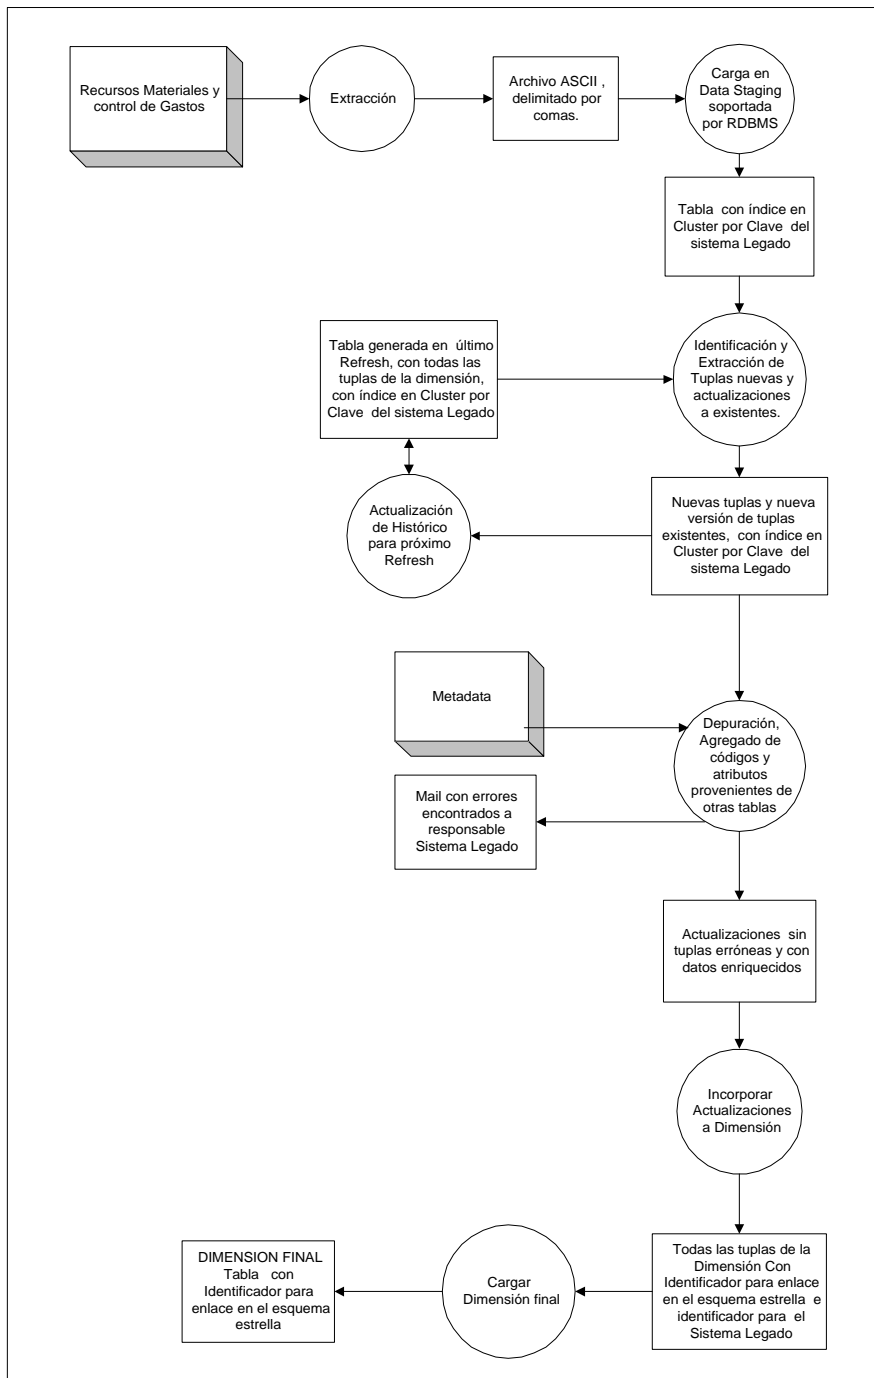 Recursos Materiales y
control de Gastos
Extracción
Archivo ASCII ,
delimitado por
comas.
Carga en
Data Staging
soportada
por RDBMS
Tabla con índice en
Cluster por Clave del
sistema Legado
Tabla generada en último
Refresh, con todas las
tuplas de la dimensión,
con índice en Cluster por
Clave del sistema Legado
Identificación y
Extracción de
Tuplas nuevas y
actualizaciones
a existentes.
Actualización
de Histórico
para próximo
Refresh
Nuevas tuplas y nueva
versión de tuplas
existentes, con índice en
Cluster por Clave del
sistema Legado
Metadata
Depuración,
Agregado de
códigos y
atributos
provenientes de
otras tablas
Mail con errores
encontrados a
responsable
Sistema Legado
Actualizaciones sin
tuplas erróneas y con
datos enriquecidos
Incorporar
Actualizaciones
a Dimensión
Todas las tuplas de la
Dimensión Con
Identificador para enlace
en el esquema estrella e
identificador para el
Sistema Legado
Cargar
Dimensión final
DIMENSION FINAL
Tabla con
Identificador para
enlace en el esquema
estrella